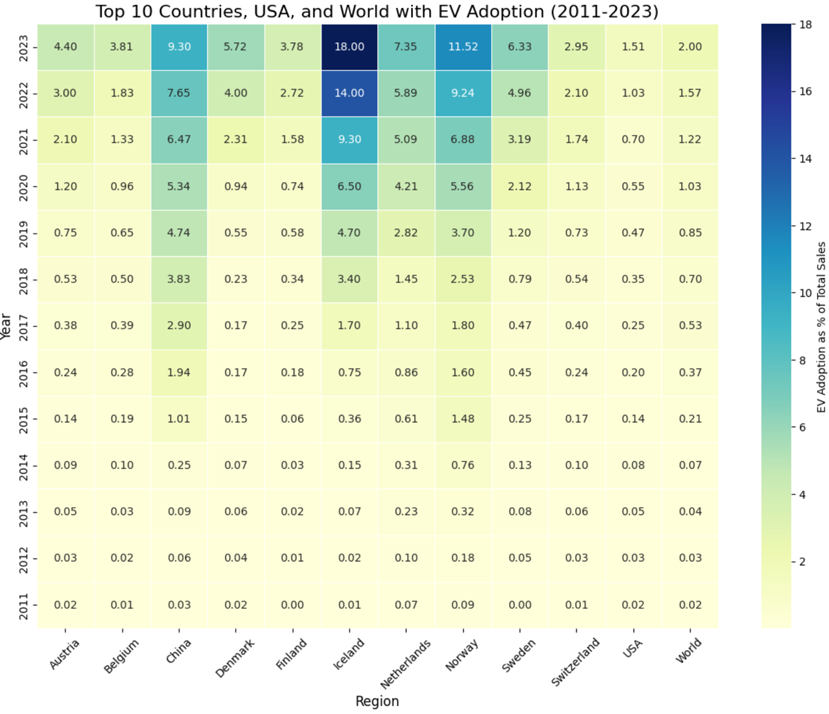 Top 10 Countries, USA, and World with EV Adoption (2011-2023)
2023 4.40 3.81 9.30 5.72 3.78 18.00 7.35 11.52 6.33 2.95 1.51 2.00
2022 3.00 1.83 7.65 4.00 2.72 14.00 5.89 9.24 4.96 2.10 1.03 1.57
2021 2.10 1.33 6.47 2.31 1.58 9.30 5.09 6.88 3.19 1.74 0.70 1.22
2020 1.20 0.96 5.34 0.94 0.74 6.50 4.21 5.56 2.12 1.13 0.55 1.03
2019 0.75 0.65 4.74 0.55 0.58 4.70 2.82 3.70 1.20 0.73 0.47 0.85
2018 0.53 0.50 3.83 0.23 0.34 3.40 1.45 2.53 0.79 0.54 0.35 0.70
2017 0.38 0.39 2.90 0.17 0.25 1.70 1.10 1.80 0.47 0.40 0.25 0.53
2016 0.24 0.28 1.94 0.17 0.18 0.75 0.86 1.60 0.45 0.24 0.20 0.37
2015 0.14 0.19 1.01 0.15 0.06 0.36 0.61 1.48 0.25 0.17 0.14 0.21
2014 0.09 0.10 0.25 0.07 0.03 0.15 0.31 0.76 0.13 0.10 0.08 0.07
2013 0.05 0.03 0.09 0.06 0.02 0.07 0.23 0.32 0.08 0.06 0.05 0.04
2012 0.03 0.02 0.06 0.04 0.01 0.02 0.10 0.18 0.05 0.03 0.03 0.03
2011 0.02 0.01 0.03 0.02 0.00 0.01 0.07 0.09 0.00 0.01 0.02 0.02
Austria Belgium China Denmark Finland Iceland Netherlands Norway Sweden Switzerland USA World
Region
Year
18
16
14
12
10
8
6
4
2
EV Adoption as % of Total Sales